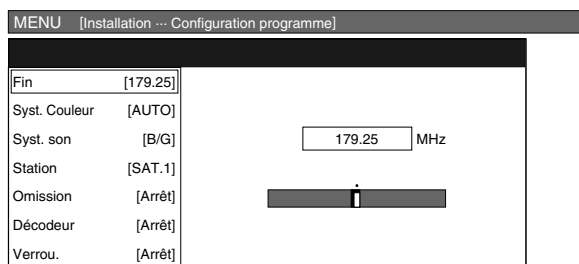 MENU [Installation ··· Configuration programme]
Fin [179.25]
Syst. Couleur [AUTO]
Syst. son [B/G]
179.25 MHz
Station [SAT.1]
Omission [Arrêt]
Décodeur [Arrêt]
Verrou. [Arrêt]